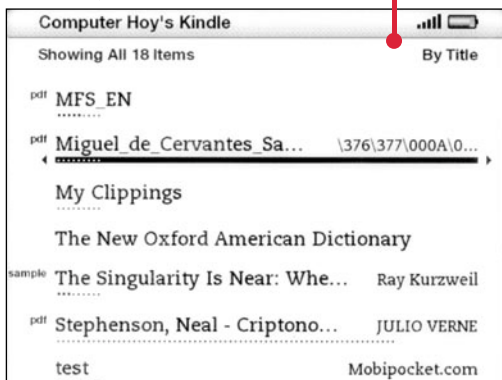 Computer Hoy's Kindle
Showing All 18 Items By Title
pdf MFS_EN
pdf Miguel_de_Cervantes_Sa... \376\377\000A\0...
My Clippings
The New Oxford American Dictionary
sample The Singularity Is Near: Whe... Ray Kurzweil
pdf Stephenson, Neal - Criptono... JULIO VERNE
test Mobipocket.com